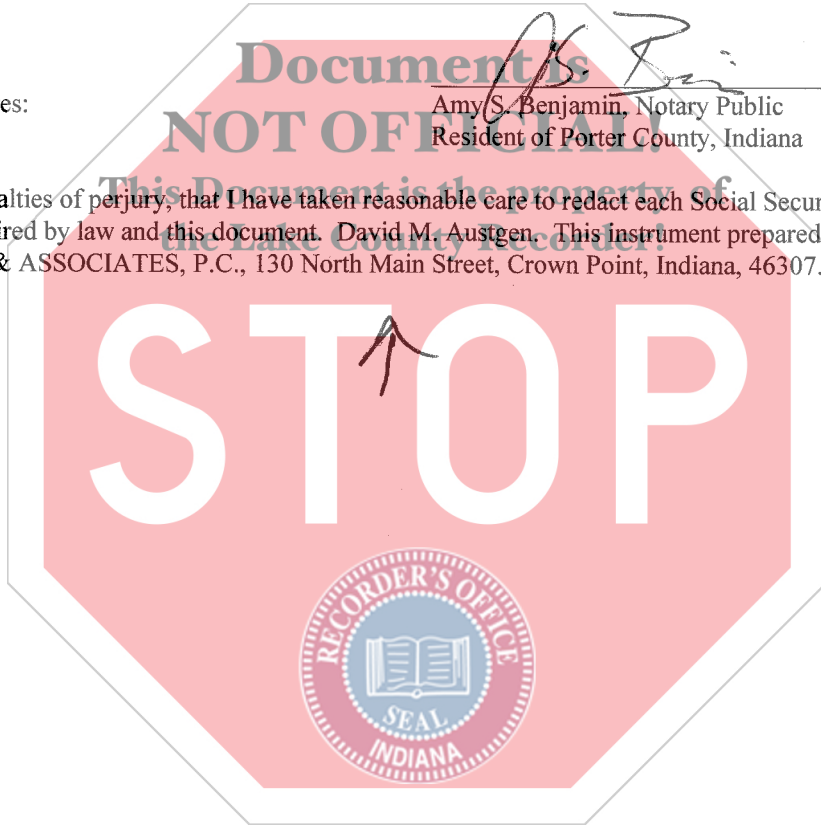 Document is
NOT OFFICIAL!
This Document is the property of
the Lake County Recorder!
es:
Amy S. Benjamin, Notary Public
Resident of Porter County, Indiana
alties of perjury, that I have taken reasonable care to redact each Social Secur
ired by law and this document. David M. Austgen. This instrument prepared
& ASSOCIATES, P.C., 130 North Main Street, Crown Point, Indiana, 46307.
STOP
RECORDER'S OFFICE
SEAL
INDIANA